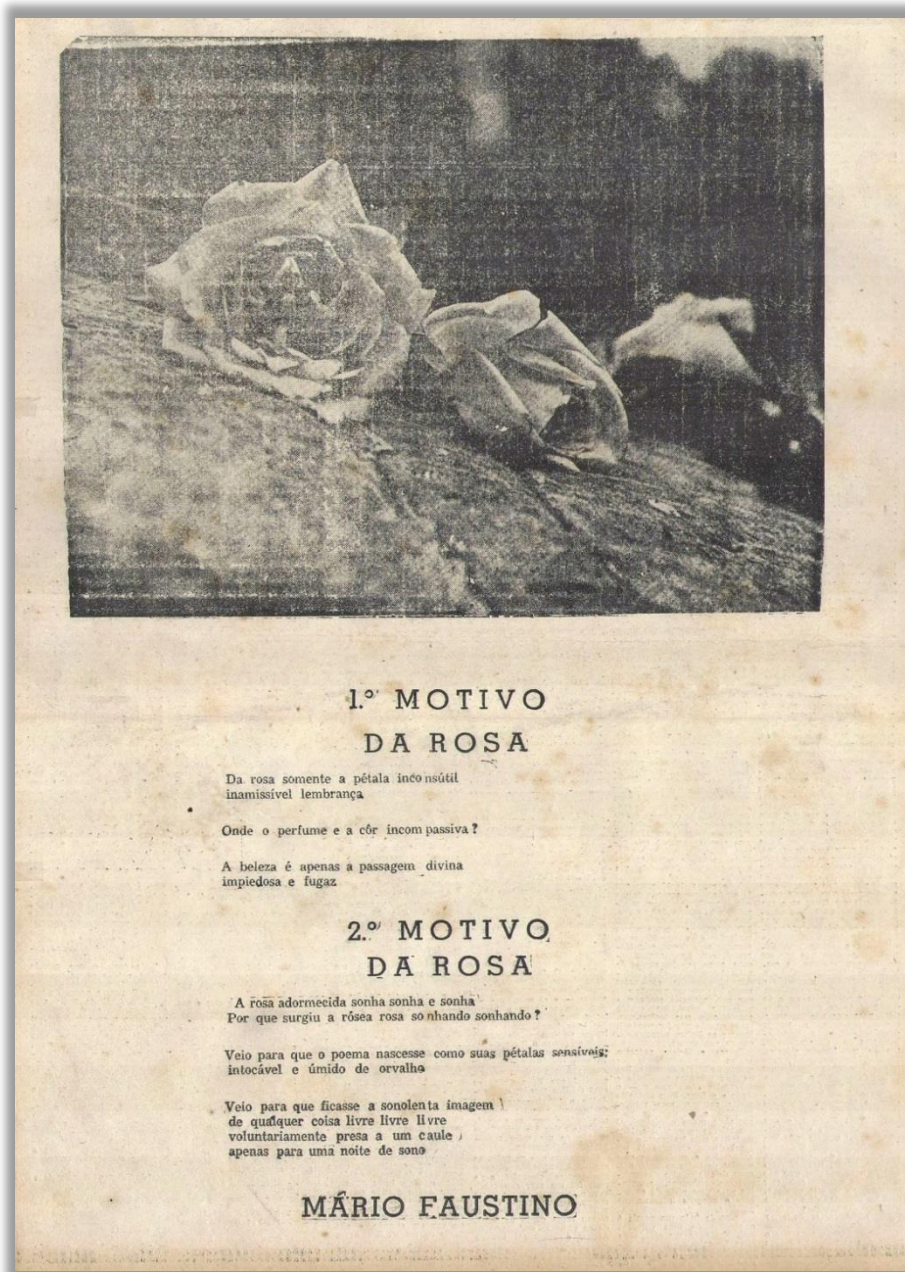 1.º MOTIVO
DA ROSA
Da rosa somente a pétala inconsútil
inamissível lembrança
Onde o perfume e a côr incompassiva?
A beleza é apenas a passagem divina
impiedosa e fugaz
2.º MOTIVO
DA ROSA
A rosa adormecida sonha sonha e sonha
Por que surgiu a rósea rosa sonhando sonhando?
Veio para que o poema nascesse como suas pétalas sensíveis:
intocável e úmido de orvalho
Veio para que ficasse a sonolenta imagem
de qualquer coisa livre livre livre
voluntariamente presa a um caule
apenas para uma noite de sono
MÁRIO FAUSTINO